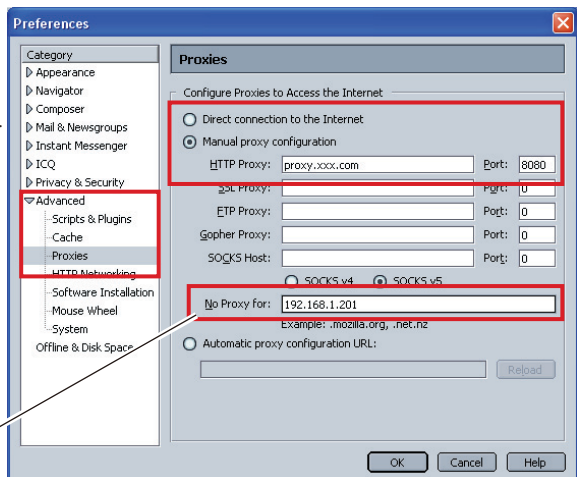 Preferences
Category
Appearance
Navigator
Composer
Mail & Newsgroups
Instant Messenger
ICQ
Privacy & Security
Advanced
Scripts & Plugins
Cache
Proxies
HTTP Networking
Software Installation
Mouse Wheel
System
Offline & Disk Space
Proxies
Configure Proxies to Access the Internet
Direct connection to the Internet
Manual proxy configuration
HTTP Proxy: proxy.xxx.com Port: 8080
SSL Proxy: Port: 0
FTP Proxy: Port: 0
Gopher Proxy: Port: 0
SOCKS Host: Port: 0
SOCKS v4 SOCKS v5
No Proxy for: 192.168.1.201
Example: .mozilla.org, .net.nz
Automatic proxy configuration URL:
Reload
OK Cancel Help